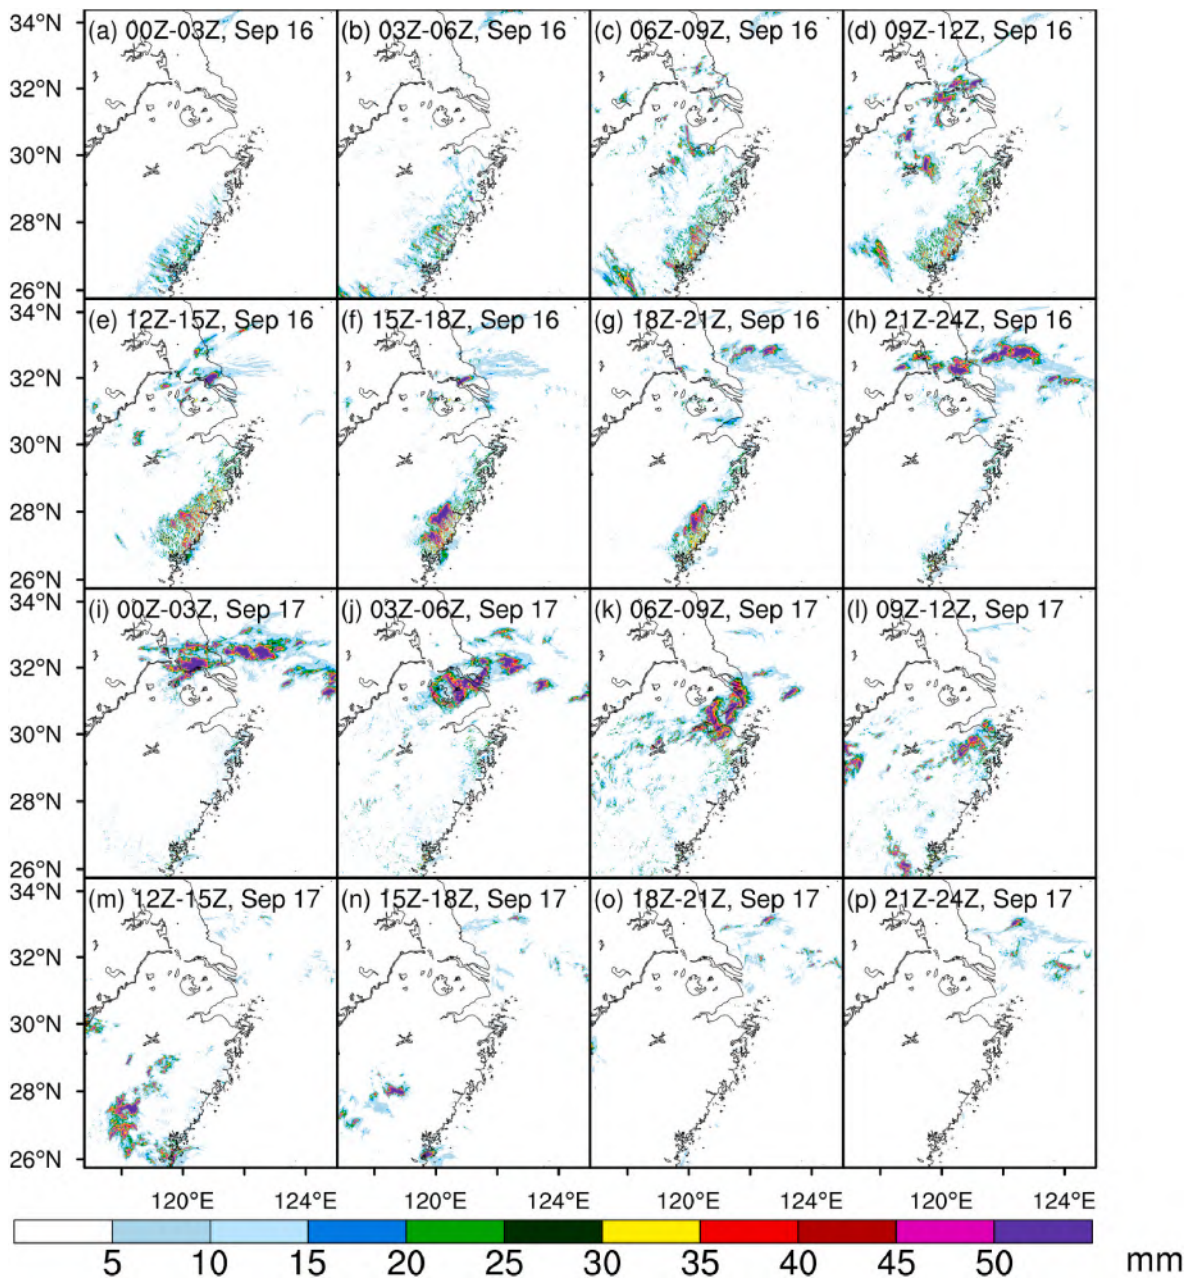 34°N
(a) 00Z-03Z, Sep 16
(b) 03Z-06Z, Sep 16
(c) 06Z-09Z, Sep 16
(d) 09Z-12Z, Sep 16
32°N
30°N
28°N
26°N
34°N
(e) 12Z-15Z, Sep 16
(f) 15Z-18Z, Sep 16
(g) 18Z-21Z, Sep 16
(h) 21Z-24Z, Sep 16
32°N
30°N
28°N
26°N
34°N
(i) 00Z-03Z, Sep 17
(j) 03Z-06Z, Sep 17
(k) 06Z-09Z, Sep 17
(l) 09Z-12Z, Sep 17
32°N
30°N
28°N
26°N
34°N
(m) 12Z-15Z, Sep 17
(n) 15Z-18Z, Sep 17
(o) 18Z-21Z, Sep 17
(p) 21Z-24Z, Sep 17
32°N
30°N
28°N
26°N
120°E 124°E 120°E 124°E 120°E 124°E 120°E 124°E
5 10 15 20 25 30 35 40 45 50 mm